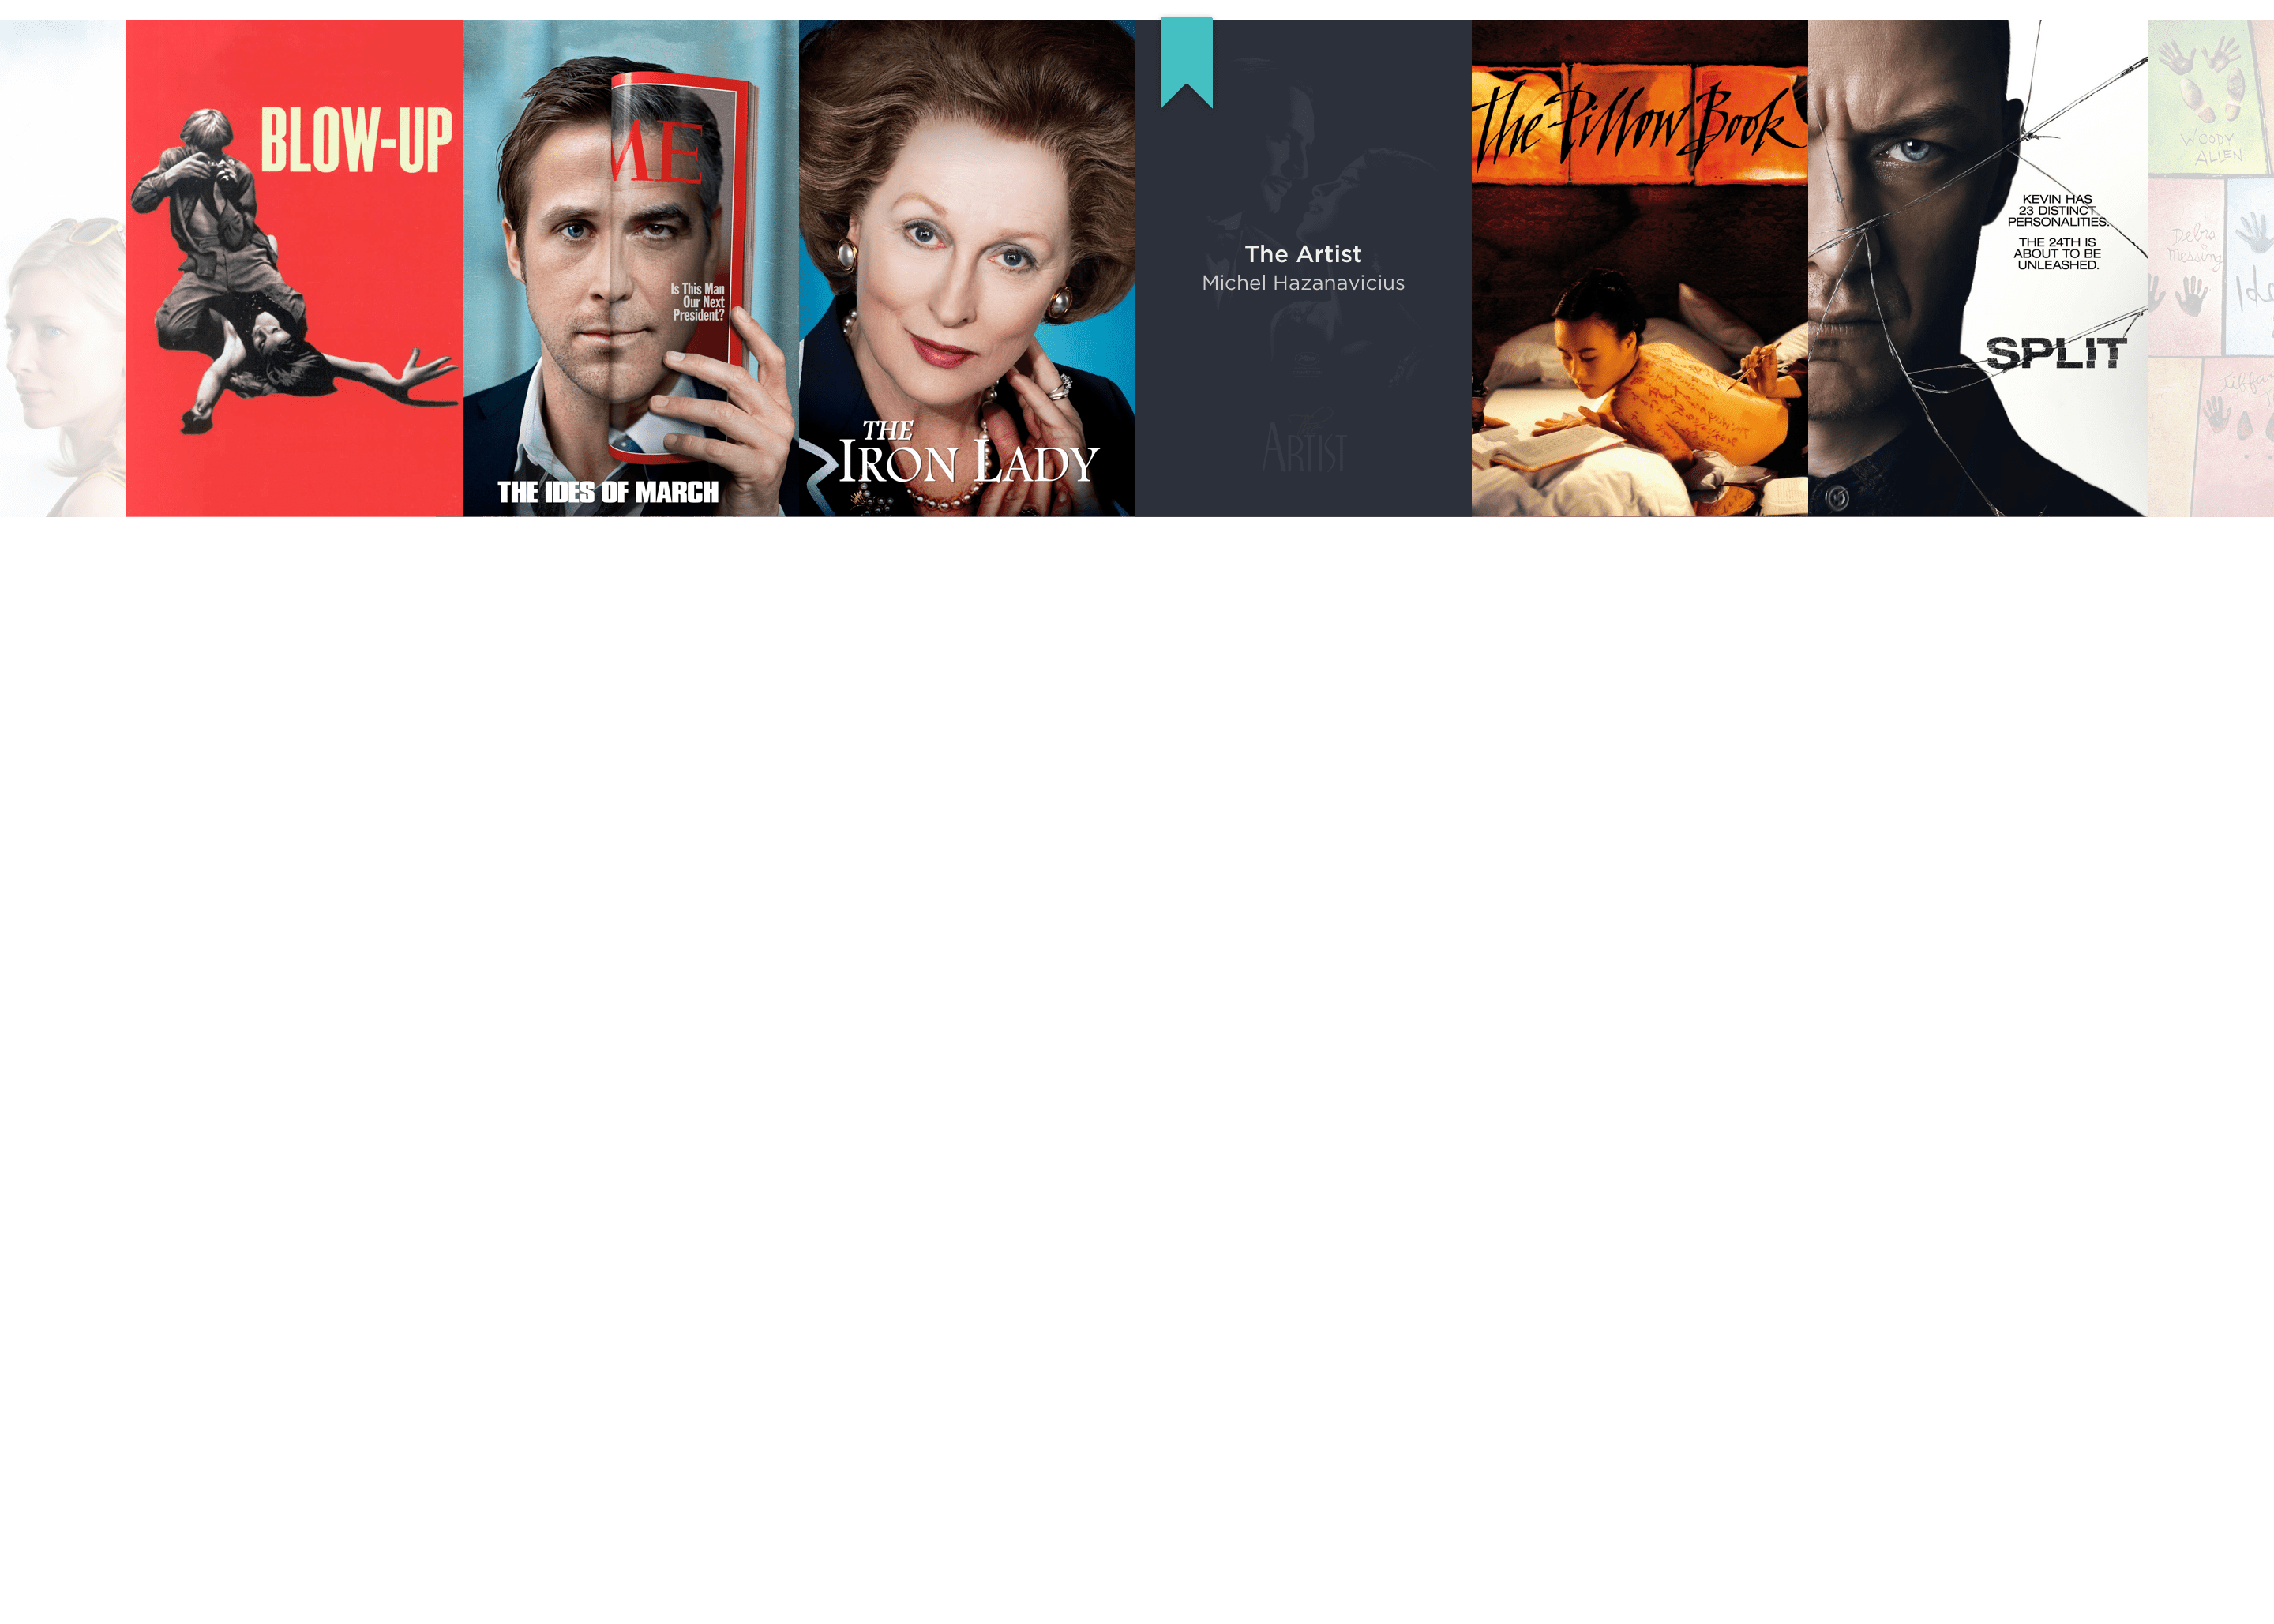 BLOW-UP
ME
Is This Man
Our Next
President?
THE IDES OF MARCH
THE
IRON LADY
The Artist
Michel Hazanavicius
The
ARTIST
The Pillow Book
KEVIN HAS
23 DISTINCT
PERSONALITIES.
THE 24TH IS
ABOUT TO BE
UNLEASHED.
SPLIT
WOODY
ALLEN
Debra
Messing